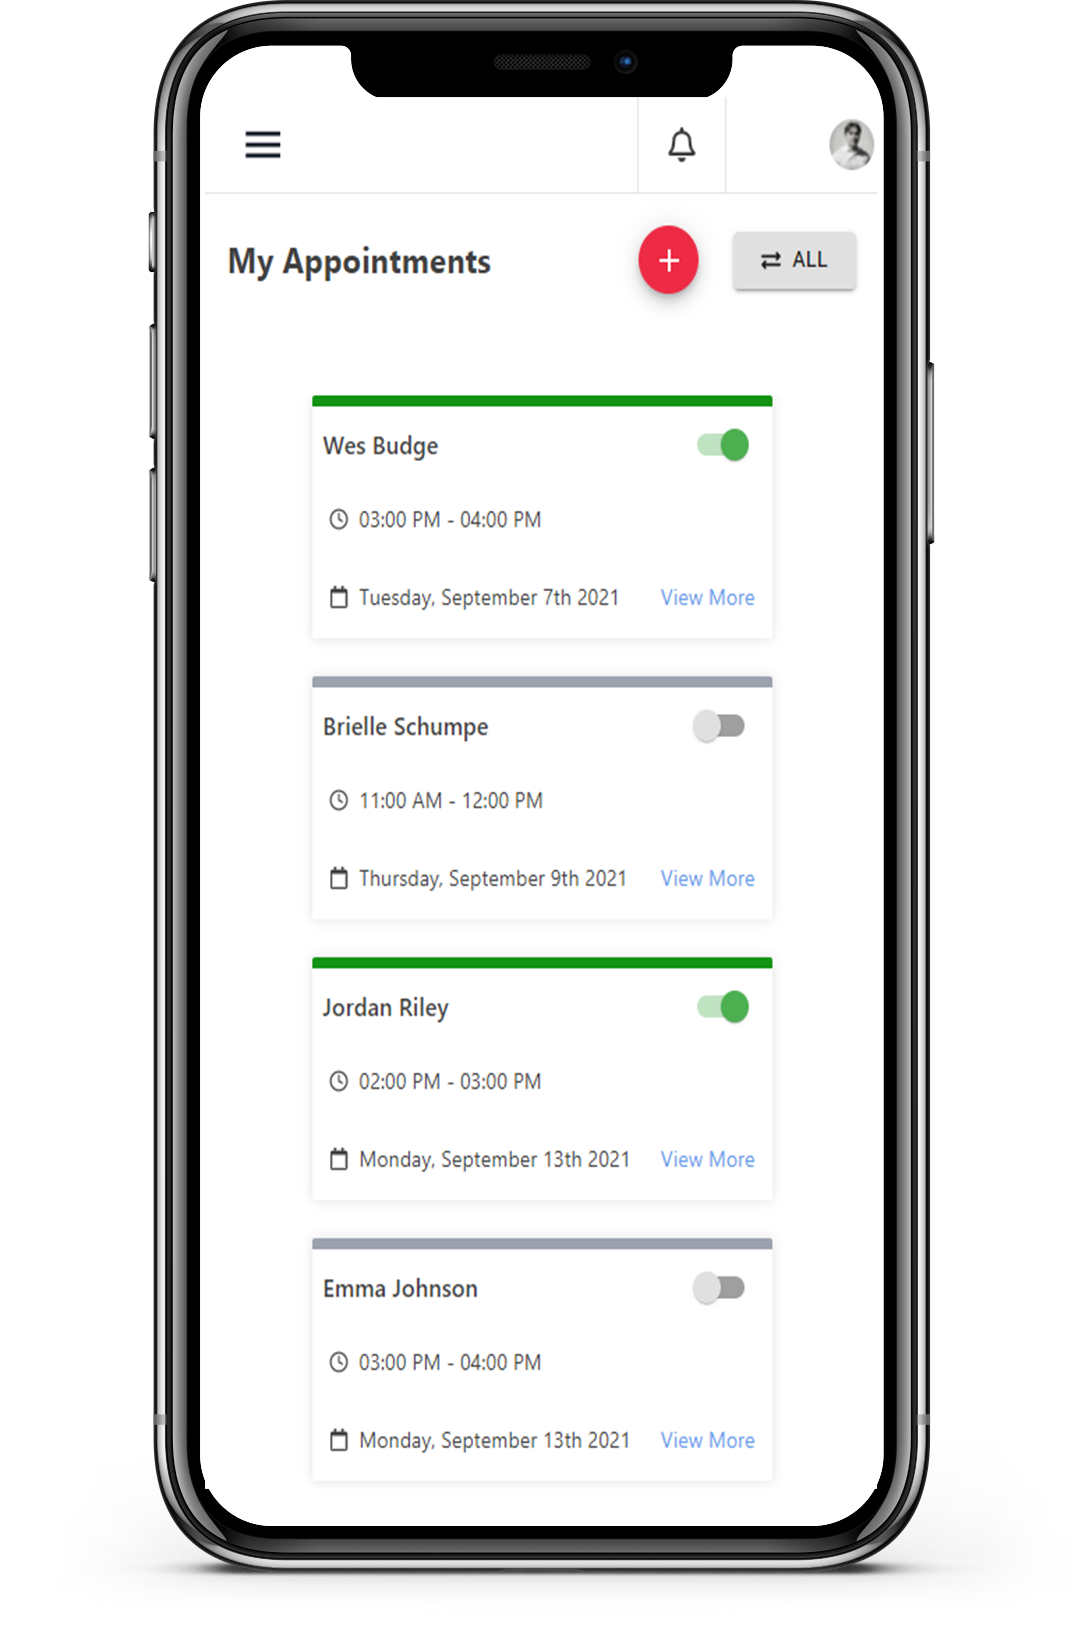 My Appointments
ALL
Wes Budge
03:00 PM - 04:00 PM
Tuesday, September 7th 2021 View More
Brielle Schumpe
11:00 AM - 12:00 PM
Thursday, September 9th 2021 View More
Jordan Riley
02:00 PM - 03:00 PM
Monday, September 13th 2021 View More
Emma Johnson
03:00 PM - 04:00 PM
Monday, September 13th 2021 View More